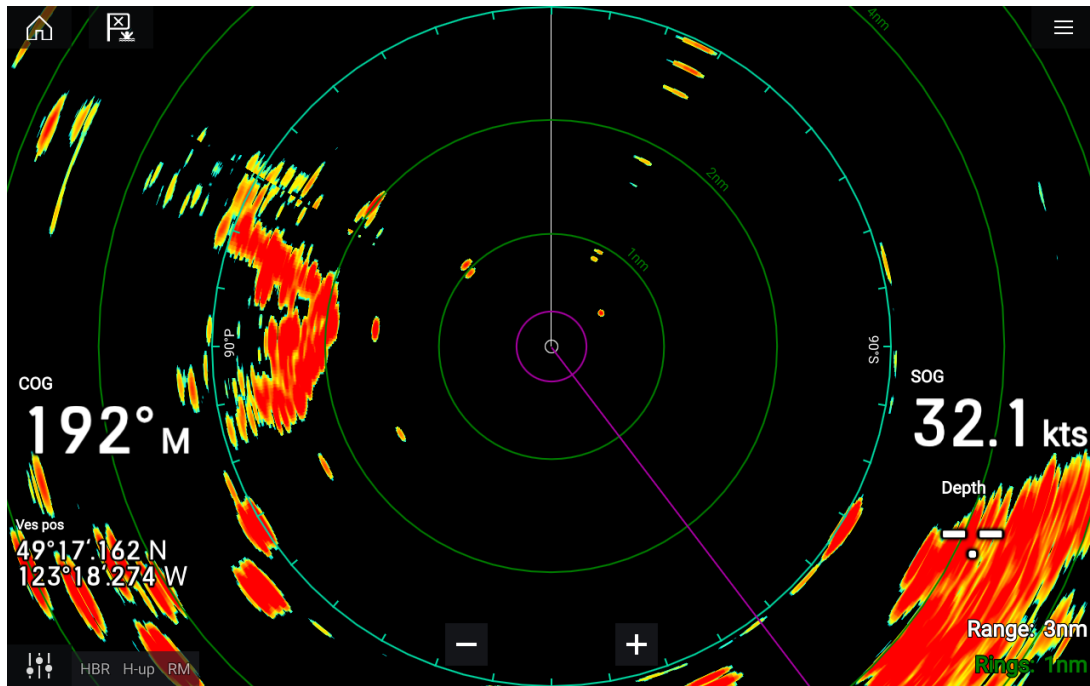 4nm
2nm
1nm
90°P
90°S
COG
192°M
SOG
32.1 kts
Depth
-.-
Ves pos
49°17'.162 N
123°18'.274 W
Range: 3nm
Rings: 1nm
HBR H-up RM